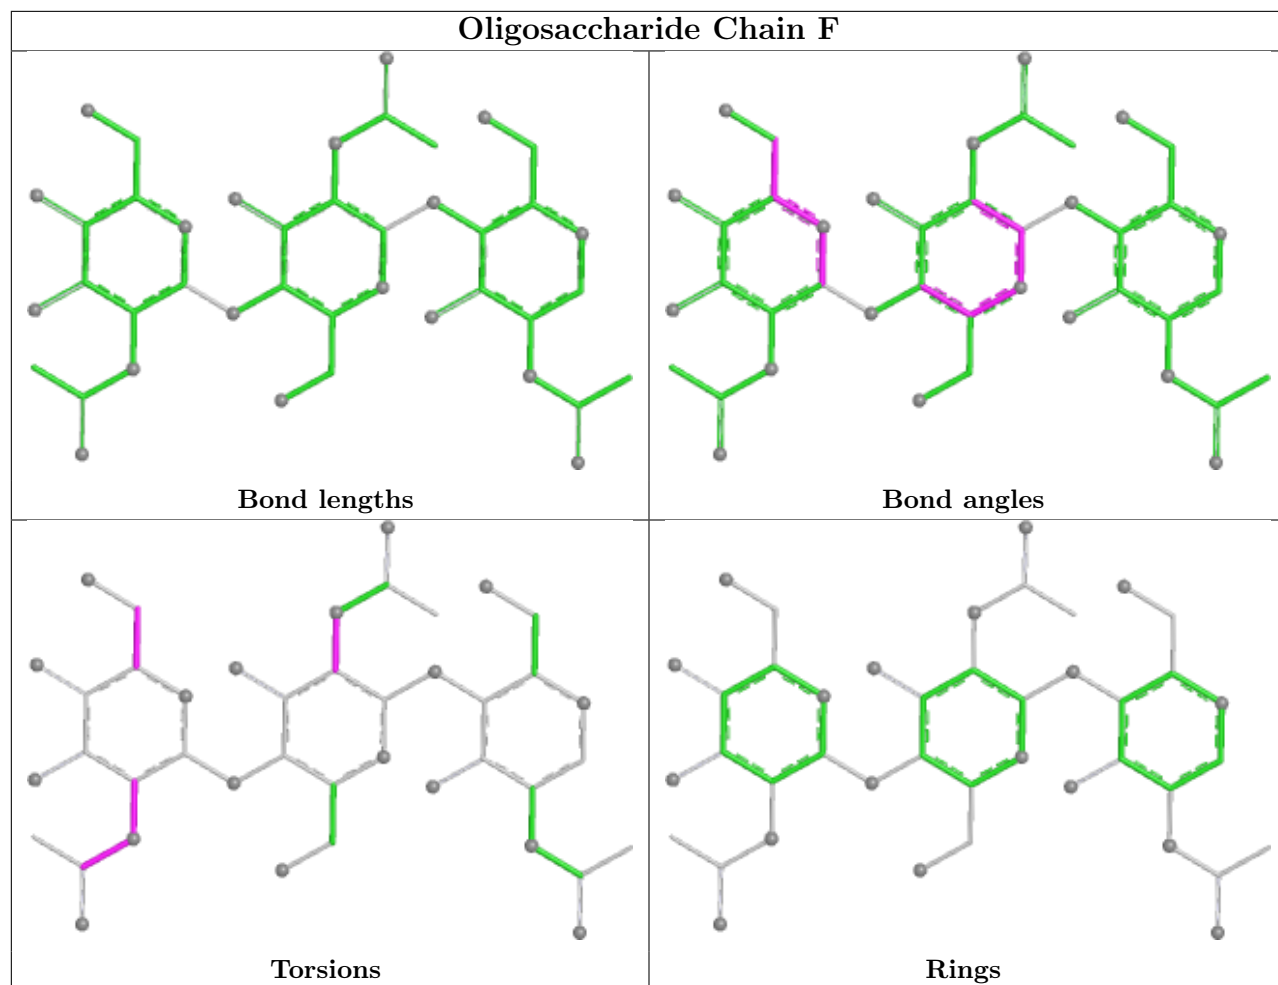 Oligosaccharide Chain F
Bond lengths
Bond angles
Torsions
Rings